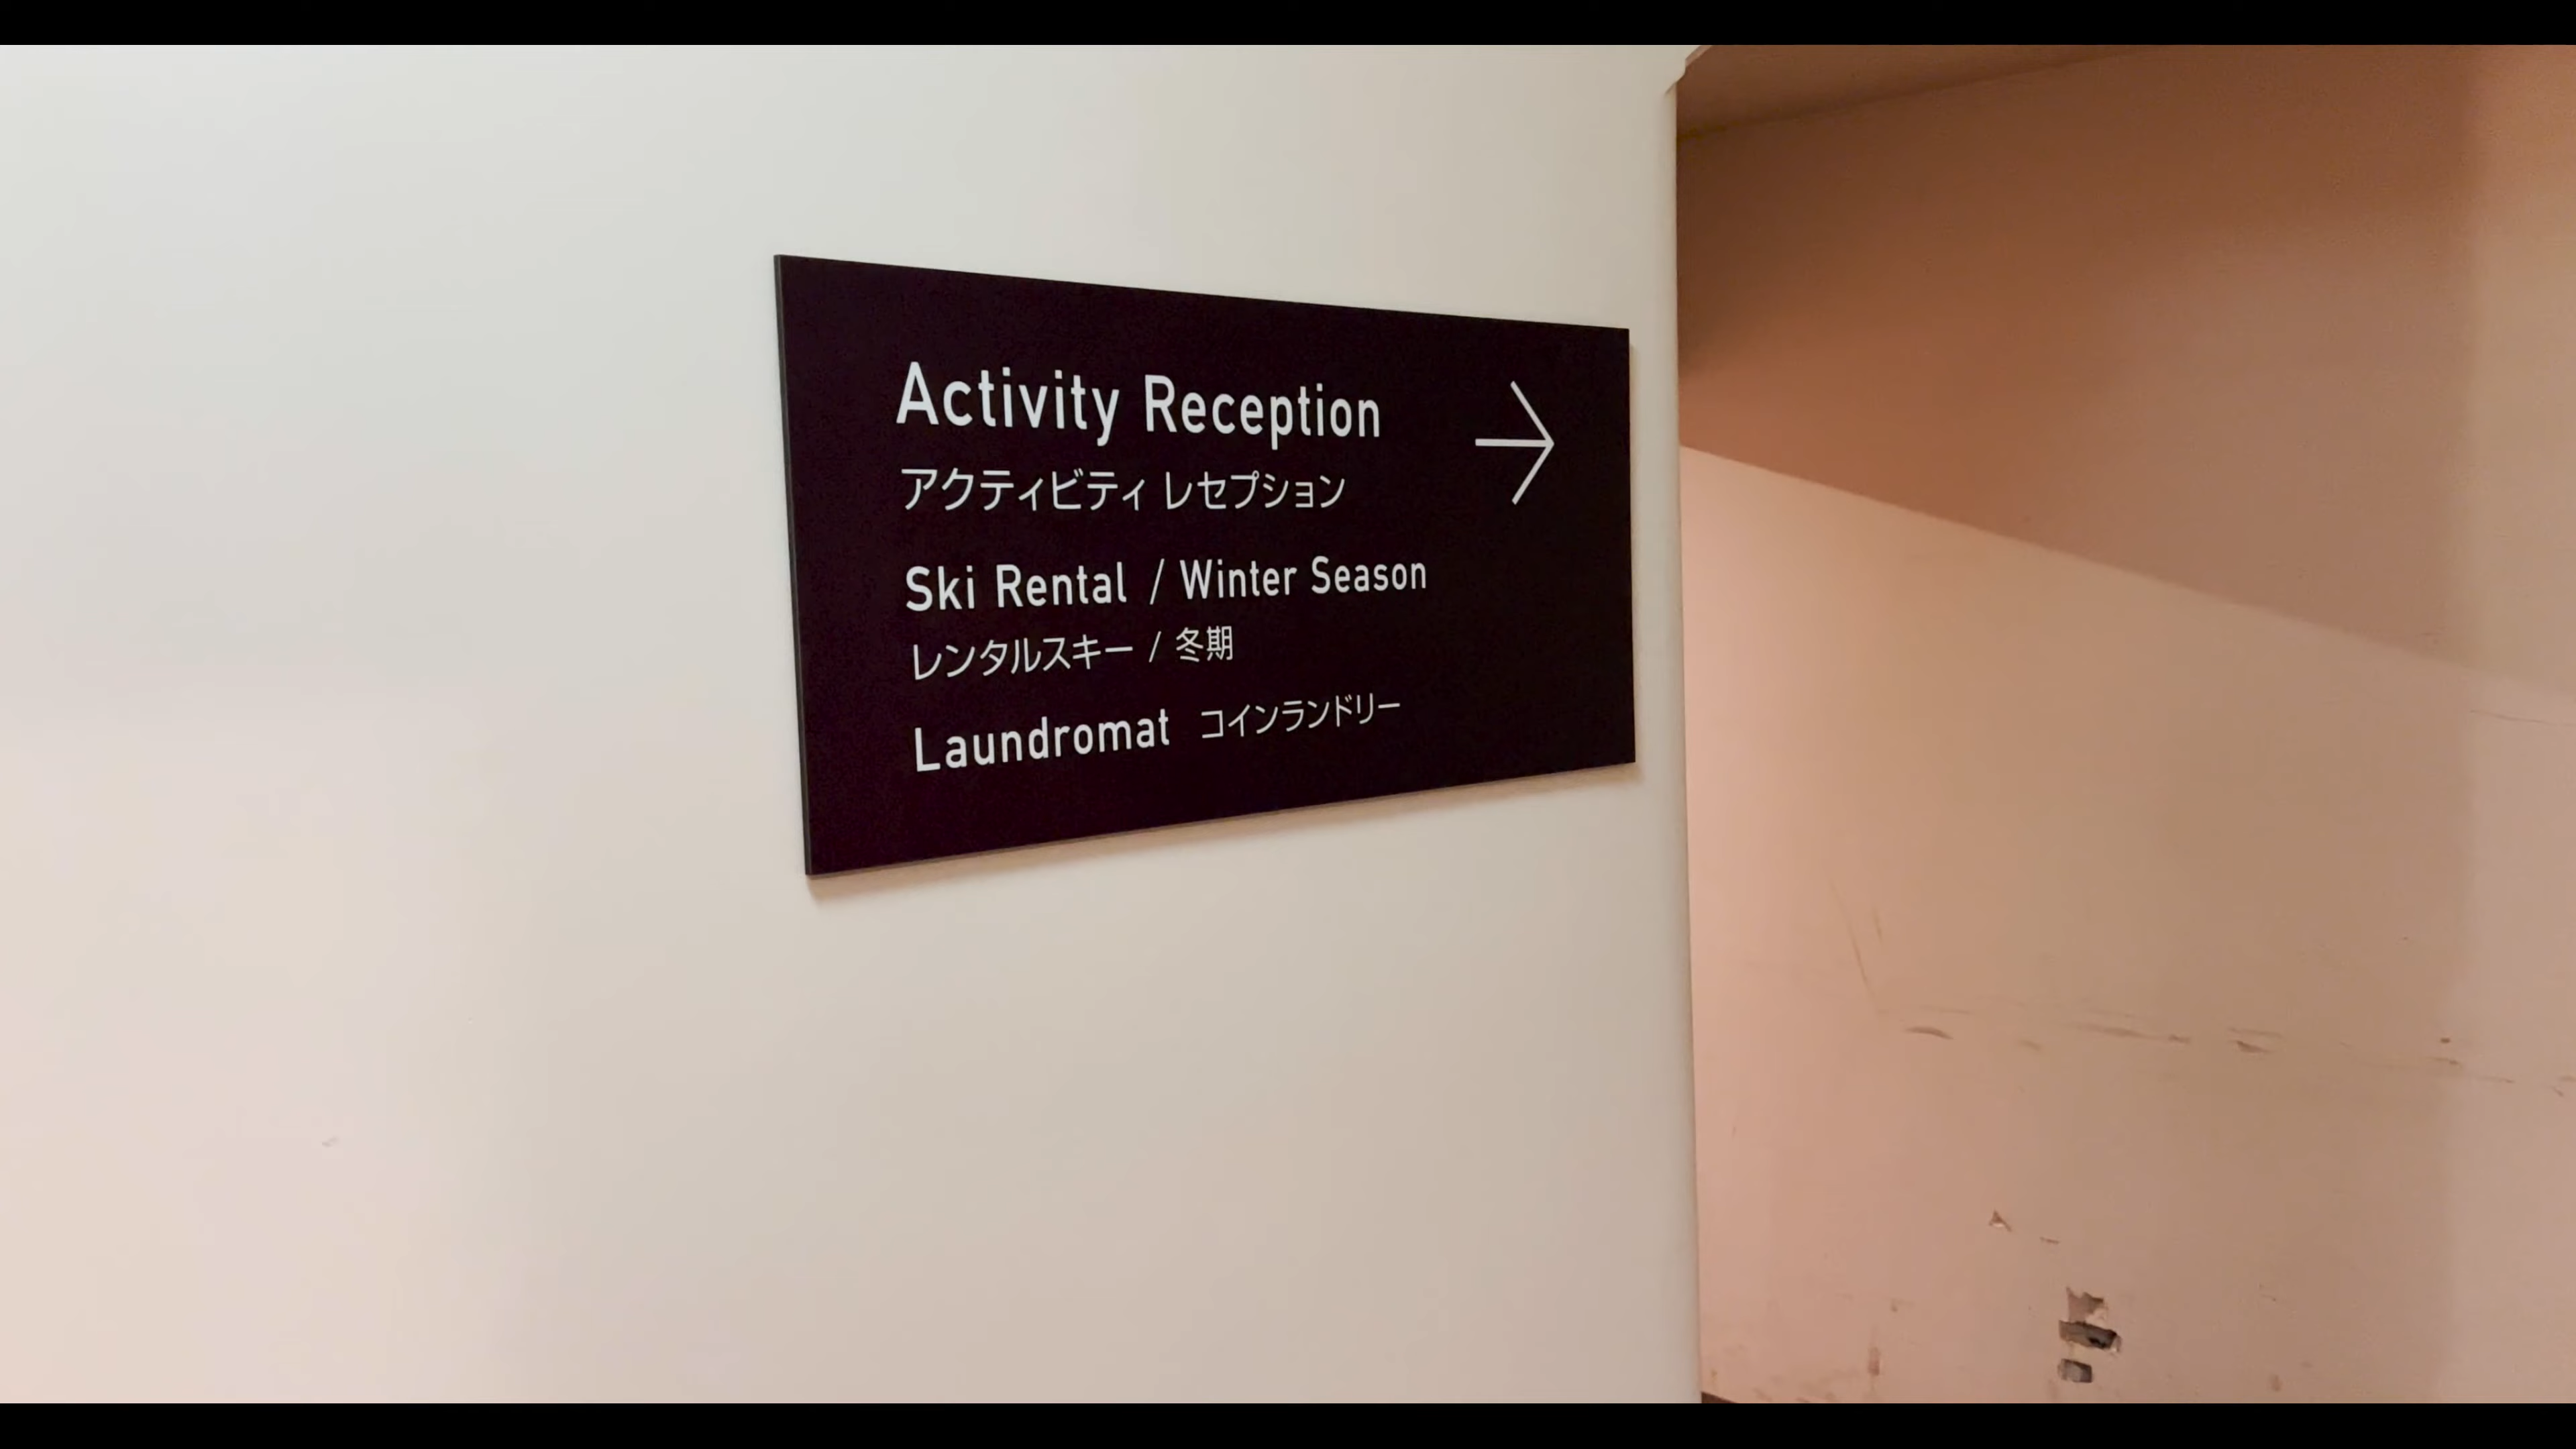 Activity Reception
アクティビティ レセプション
Ski Rental / Winter Season
レンタルスキー / 冬期
Laundromat コインランドリー